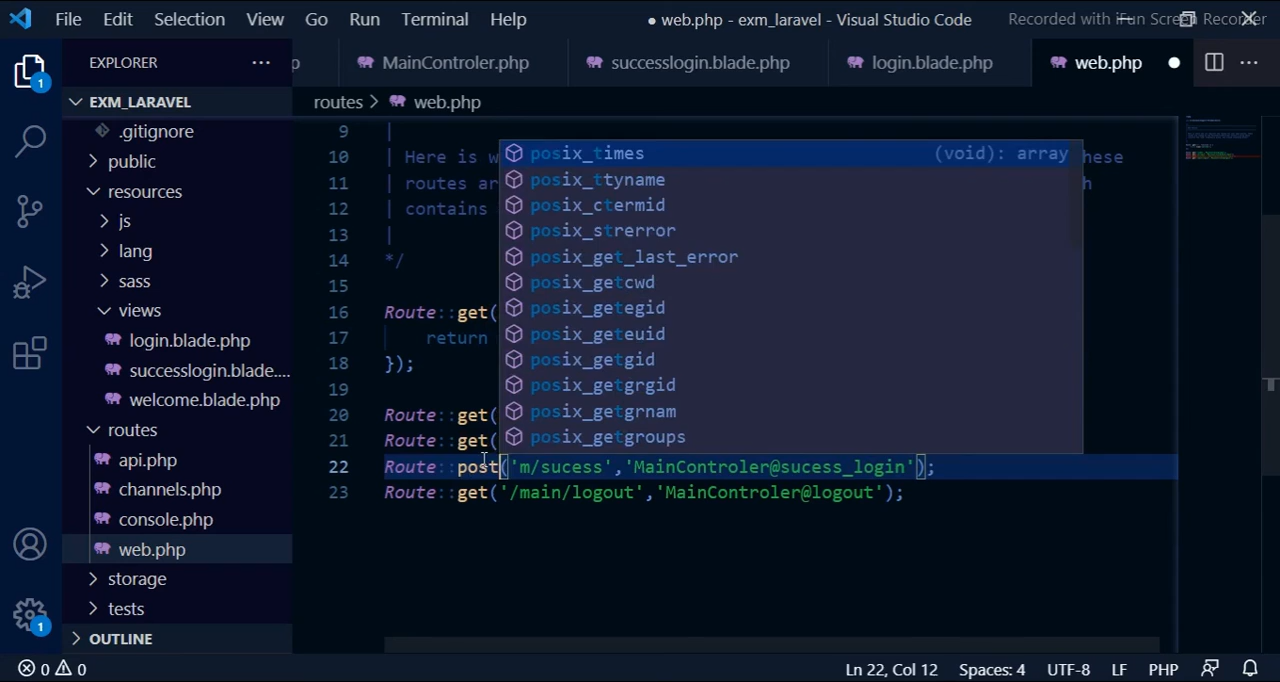 File Edit Selection View Go Run Terminal Help
● web.php - exm_laravel - Visual Studio Code
Recorded with iFun Screen Recorder
EXPLORER ...
p MainControler.php successlogin.blade.php login.blade.php web.php ● ...
1
EXM_LARAVEL
routes > web.php
.gitignore
public
resources
js
lang
sass
views
login.blade.php
successlogin.blade....
welcome.blade.php
routes
api.php
channels.php
console.php
web.php
storage
tests
OUTLINE
1
9 |
10 | Here is w hese
11 | routes ar h
12 | contains
13 |
14 */
15
16 Route::get(
17 return
18 });
19
20 Route::get(
21 Route::get(
22 Route::post('m/sucess','MainControler@sucess_login');
23 Route::get('/main/logout','MainControler@logout');
posix_times (void): array
posix_ttyname
posix_ctermid
posix_strerror
posix_get_last_error
posix_getcwd
posix_getegid
posix_geteuid
posix_getgid
posix_getgrgid
posix_getgrnam
posix_getgroups
0 0 Ln 22, Col 12 Spaces: 4 UTF-8 LF PHP